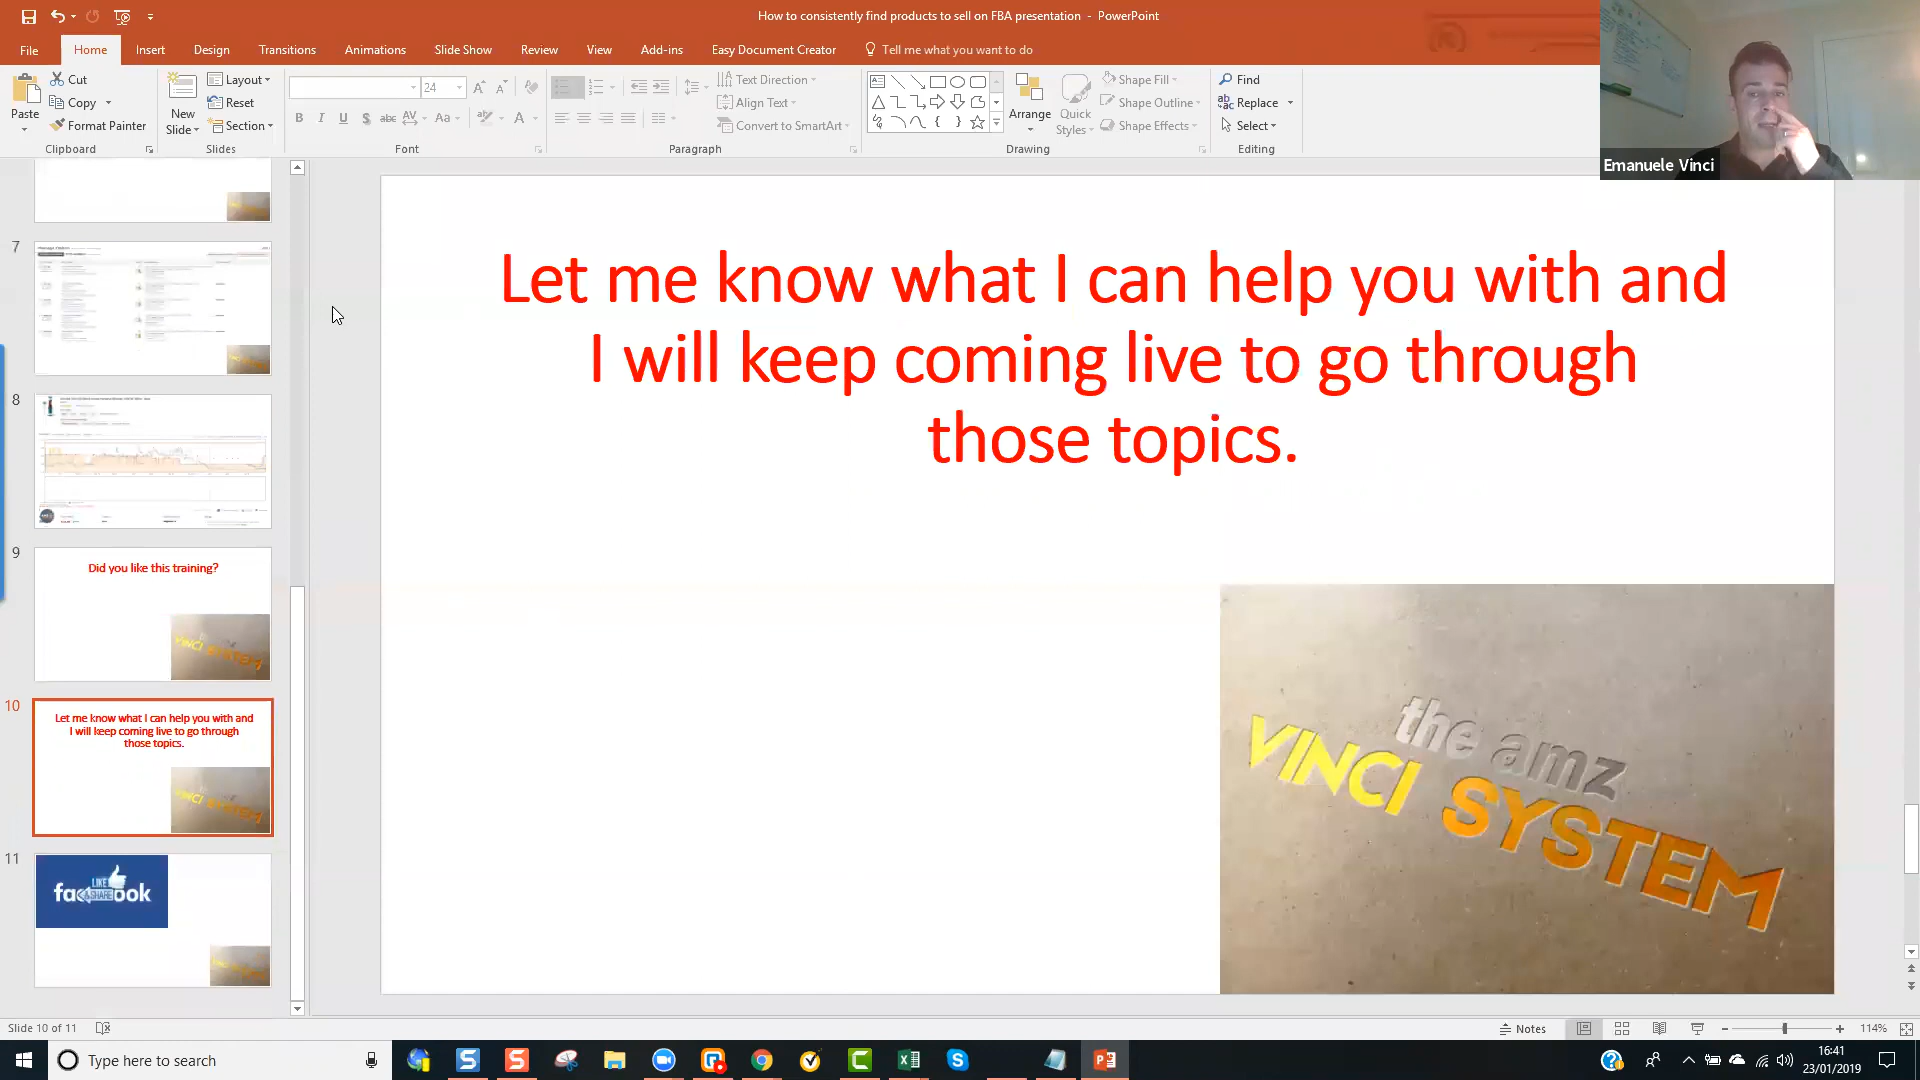 How to consistently find products to sell on FBA presentation - PowerPoint
File Home Insert Design Transitions Animations Slide Show Review View Add-ins Easy Document Creator Tell me what you want to do
Paste
Cut
Copy
Format Painter
Clipboard
New
Slide
Layout
Reset
Section
Slides
24
Font
Text Direction
Align Text
Convert to SmartArt
Paragraph
Arrange
Quick
Styles
Shape Fill
Shape Outline
Shape Effects
Drawing
Find
Replace
Select
Editing
Emanuele Vinci
7
8
9
Did you like this training?
VINCI SYSTEM
10
Let me know what I can help you with and
I will keep coming live to go through
those topics.
VINCI SYSTEM
11
LIKE
& SHARE
facebook
Let me know what I can help you with and
I will keep coming live to go through
those topics.
the amz
VINCI SYSTEM
Slide 10 of 11
Notes
114%
Type here to search
16:41
23/01/2019